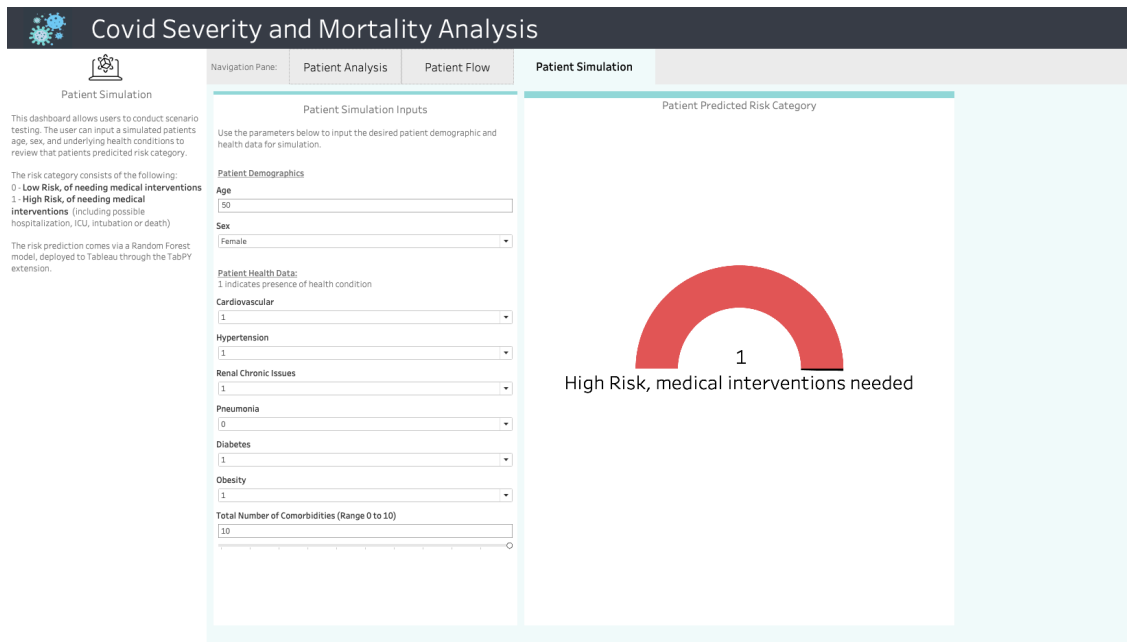 Covid Severity and Mortality Analysis
Patient Simulation
This dashboard allows users to conduct scenario
testing. The user can input a simulated patients
age, sex, and underlying health conditions to
review that patients predicited risk category.
The risk category consists of the following:
0 - Low Risk, of needing medical interventions
1 - High Risk, of needing medical
interventions (including possible
hospitalization, ICU, intubation or death)
The risk prediction comes via a Random Forest
model, deployed to Tableau through the TabPY
extension.
Navigation Pane:
Patient Analysis
Patient Flow
Patient Simulation
Patient Simulation Inputs
Use the parameters below to input the desired patient demographic and
health data for simulation.
Patient Demographics
Age
50
Sex
Female
Patient Health Data:
1 indicates presence of health condition
Cardiovascular
1
Hypertension
1
Renal Chronic Issues
1
Pneumonia
0
Diabetes
1
Obesity
1
Total Number of Comorbidities (Range 0 to 10)
10
Patient Predicted Risk Category
1
High Risk, medical interventions needed